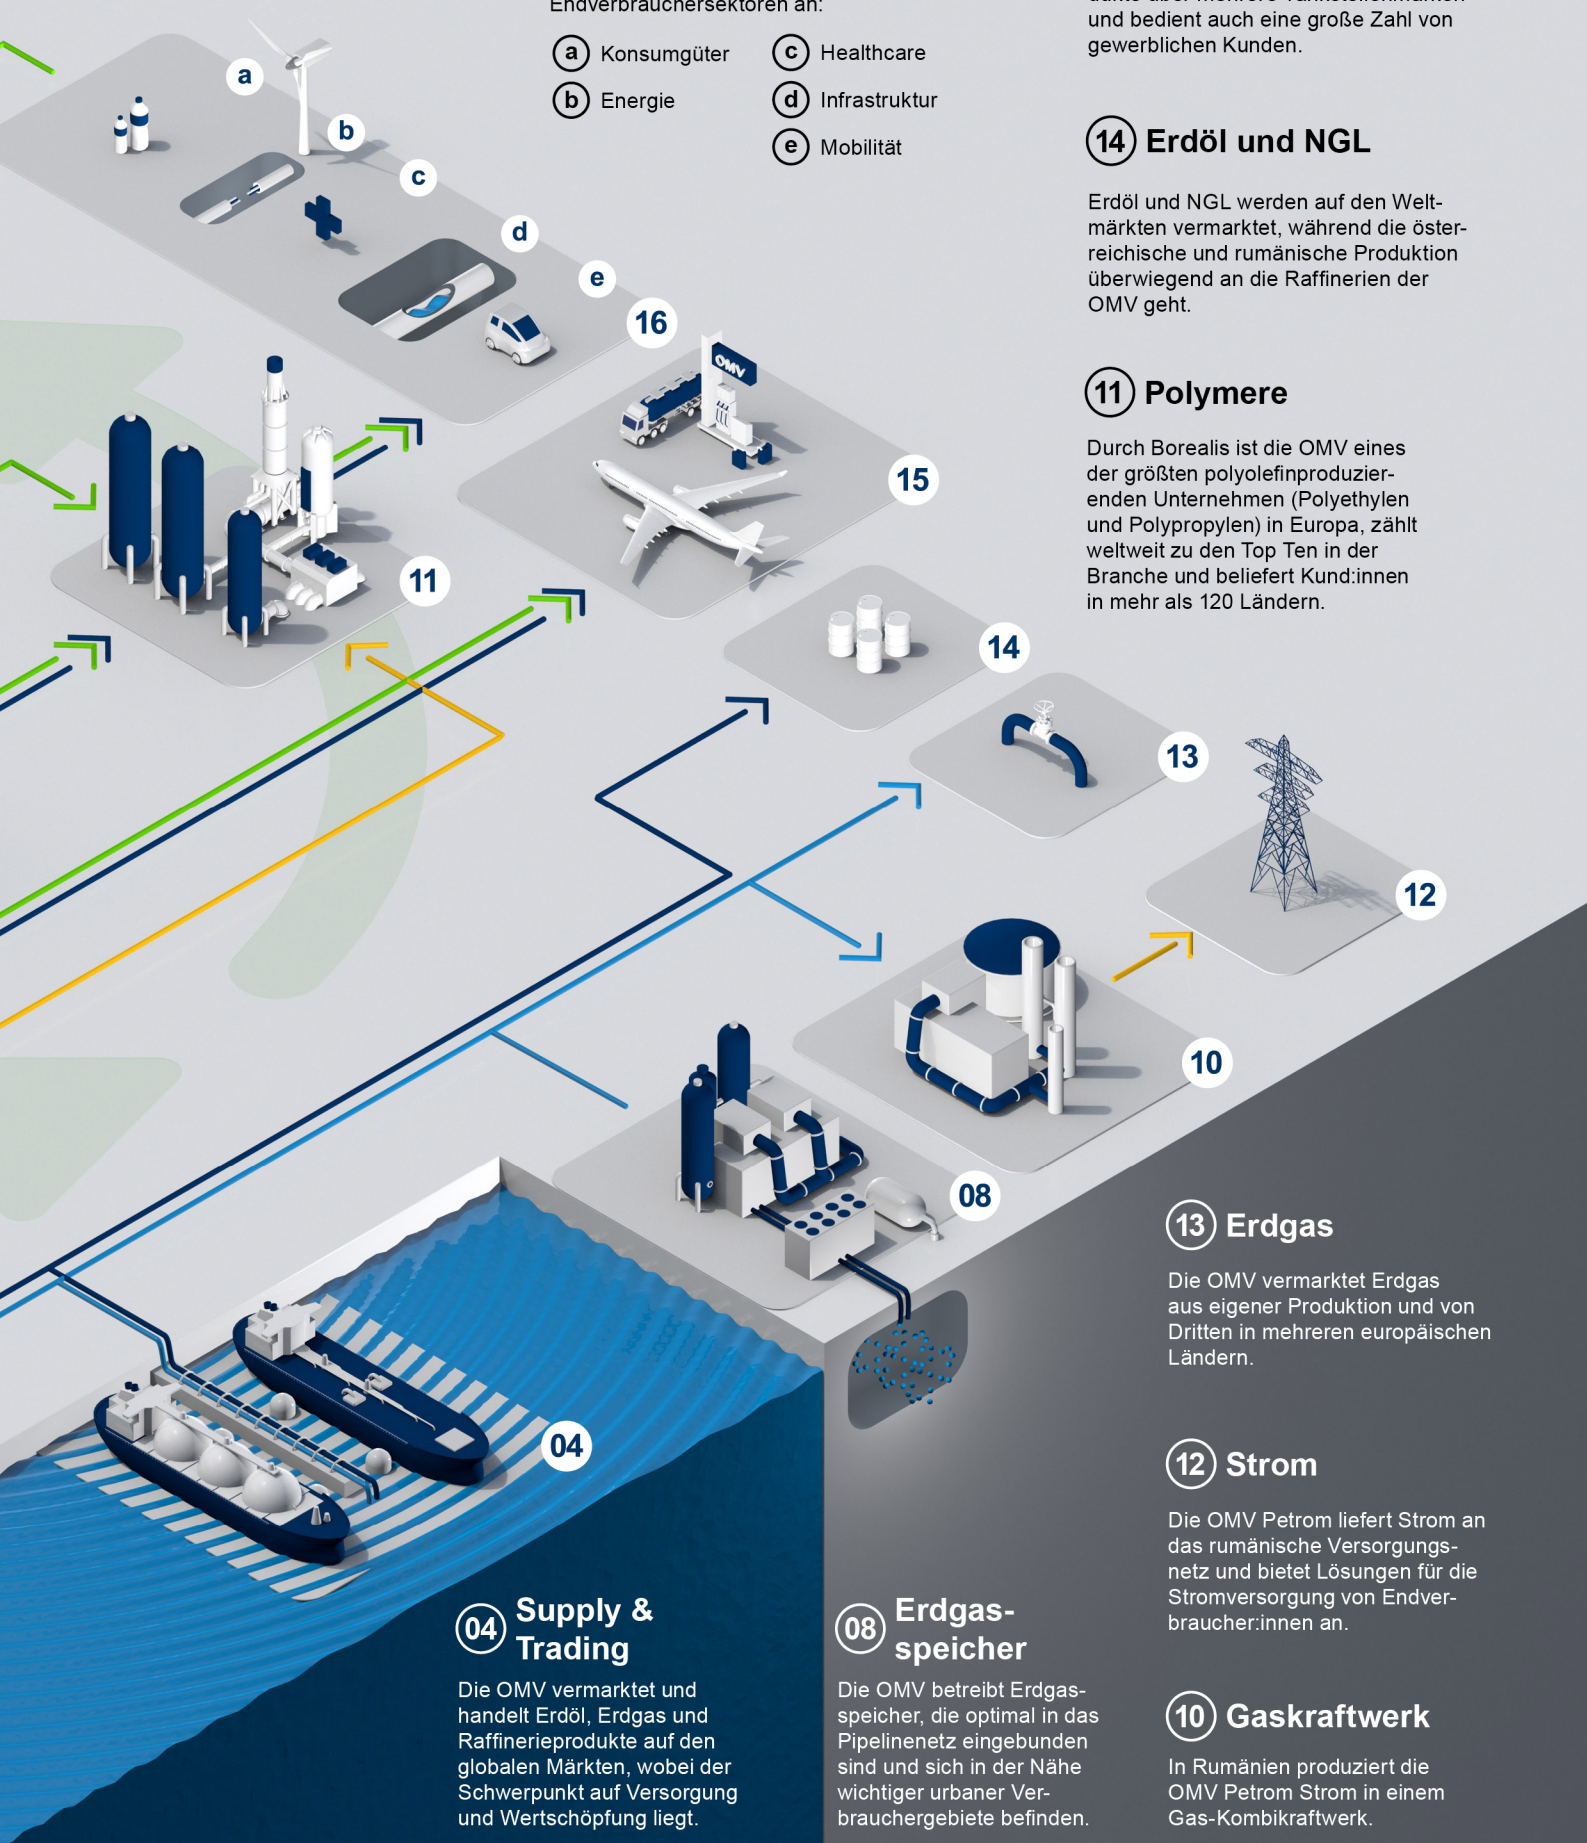 Endverbrauchersektoren an:
a Konsumgüter
b Energie
c Healthcare
d Infrastruktur
e Mobilität
und bedient auch eine große Zahl von
gewerblichen Kunden.
14 Erdöl und NGL
Erdöl und NGL werden auf den Welt-
märkten vermarktet, während die öster-
reichische und rumänische Produktion
überwiegend an die Raffinerien der
OMV geht.
11 Polymere
Durch Borealis ist die OMV eines
der größten polyolefinproduzier-
enden Unternehmen (Polyethylen
und Polypropylen) in Europa, zählt
weltweit zu den Top Ten in der
Branche und beliefert Kund:innen
in mehr als 120 Ländern.
a
b
c
d
e
16
OMV
15
11
14
13
12
10
08
04
13 Erdgas
Die OMV vermarktet Erdgas
aus eigener Produktion und von
Dritten in mehreren europäischen
Ländern.
12 Strom
Die OMV Petrom liefert Strom an
das rumänische Versorgungs-
netz und bietet Lösungen für die
Stromversorgung von Endver-
braucher:innen an.
04 Supply &
Trading
Die OMV vermarktet und
handelt Erdöl, Erdgas und
Raffinerieprodukte auf den
globalen Märkten, wobei der
Schwerpunkt auf Versorgung
und Wertschöpfung liegt.
08 Erdgas-
speicher
Die OMV betreibt Erdgas-
speicher, die optimal in das
Pipelinenetz eingebunden
sind und sich in der Nähe
wichtiger urbaner Ver-
brauchergebiete befinden.
10 Gaskraftwerk
In Rumänien produziert die
OMV Petrom Strom in einem
Gas-Kombikraftwerk.